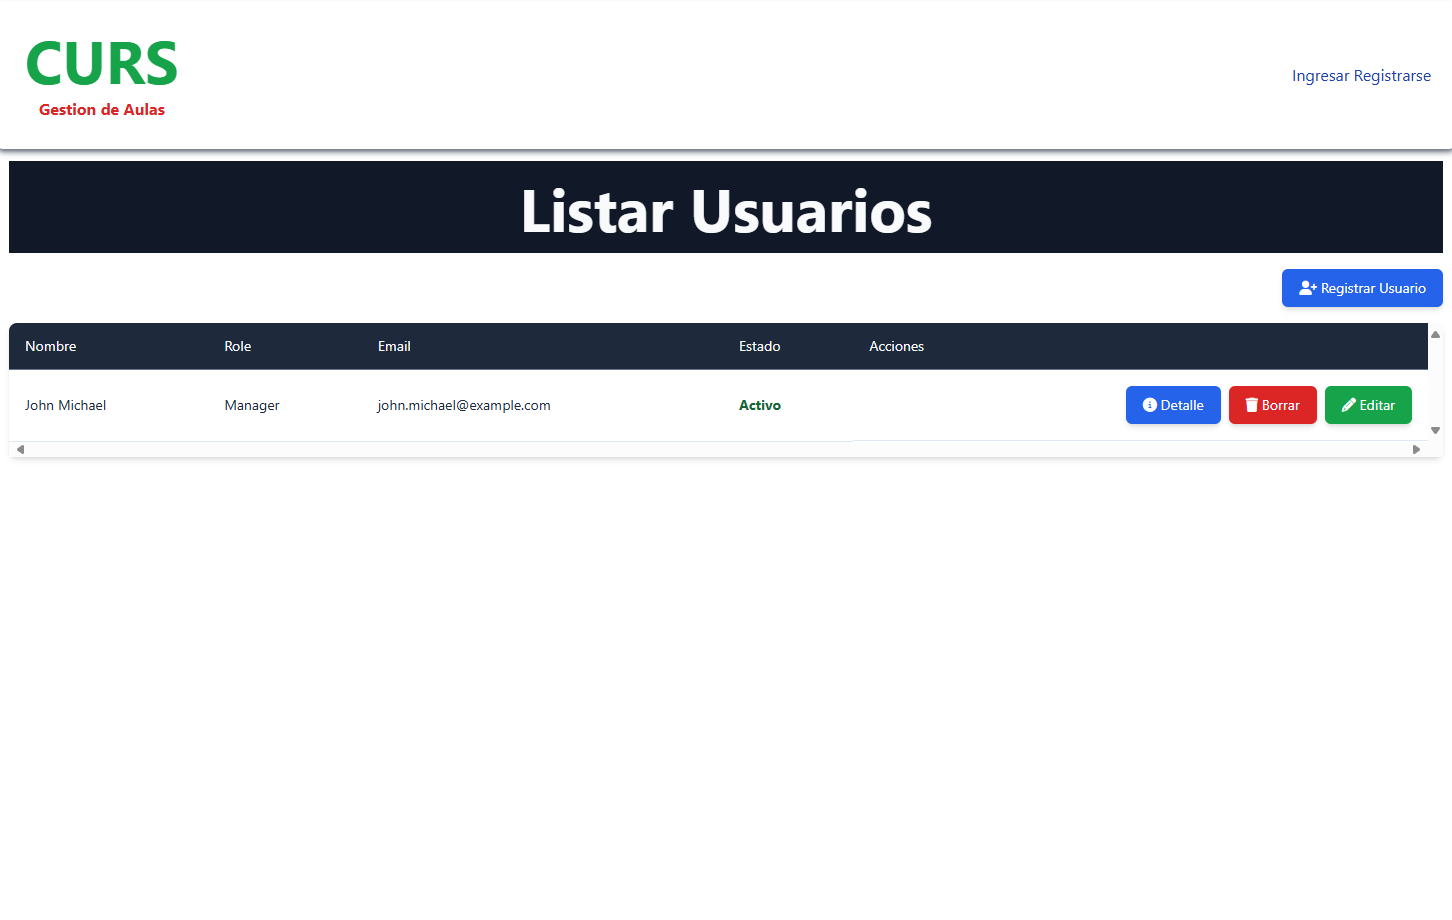 CURS
Gestion de Aulas
Ingresar Registrarse
Listar Usuarios
Registrar Usuario
Nombre Role Email Estado Acciones
John Michael Manager john.michael@example.com Activo Detalle Borrar Editar